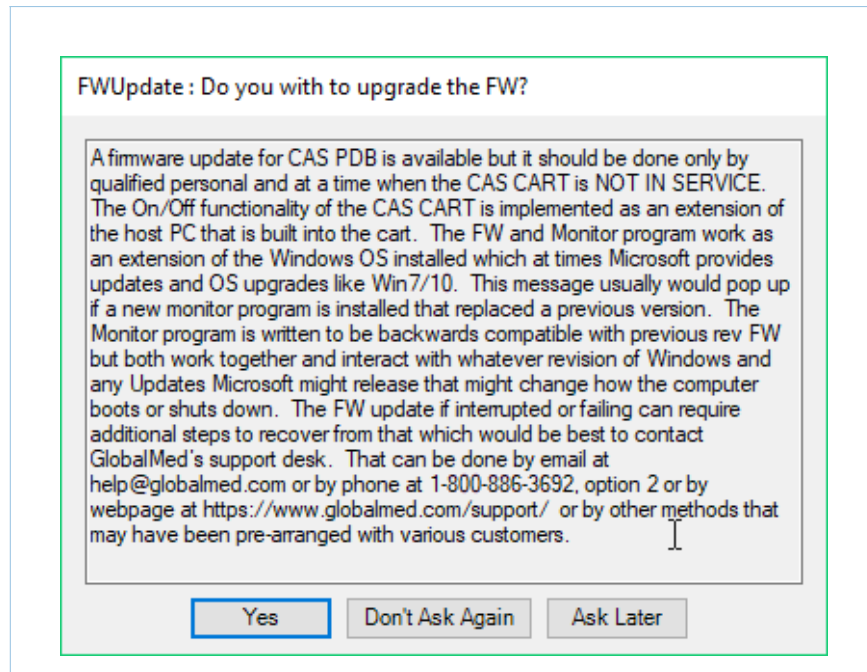 FWUpdate : Do you with to upgrade the FW?
A firmware update for CAS PDB is available but it should be done only by
qualified personal and at a time when the CAS CART is NOT IN SERVICE.
The On/Off functionality of the CAS CART is implemented as an extension of
the host PC that is built into the cart.  The FW and Monitor program work as
an extension of the Windows OS installed which at times Microsoft provides
updates and OS upgrades like Win7/10.  This message usually would pop up
if a new monitor program is installed that replaced a previous version.  The
Monitor program is written to be backwards compatible with previous rev FW
but both work together and interact with whatever revision of Windows and
any Updates Microsoft might release that might change how the computer
boots or shuts down.  The FW update if interrupted or failing can require
additional steps to recover from that which would be best to contact
GlobalMed's support desk.  That can be done by email at
help@globalmed.com or by phone at 1-800-886-3692, option 2 or by
webpage at https://www.globalmed.com/support/  or by other methods that
may have been pre-arranged with various customers.
Yes Don't Ask Again Ask Later